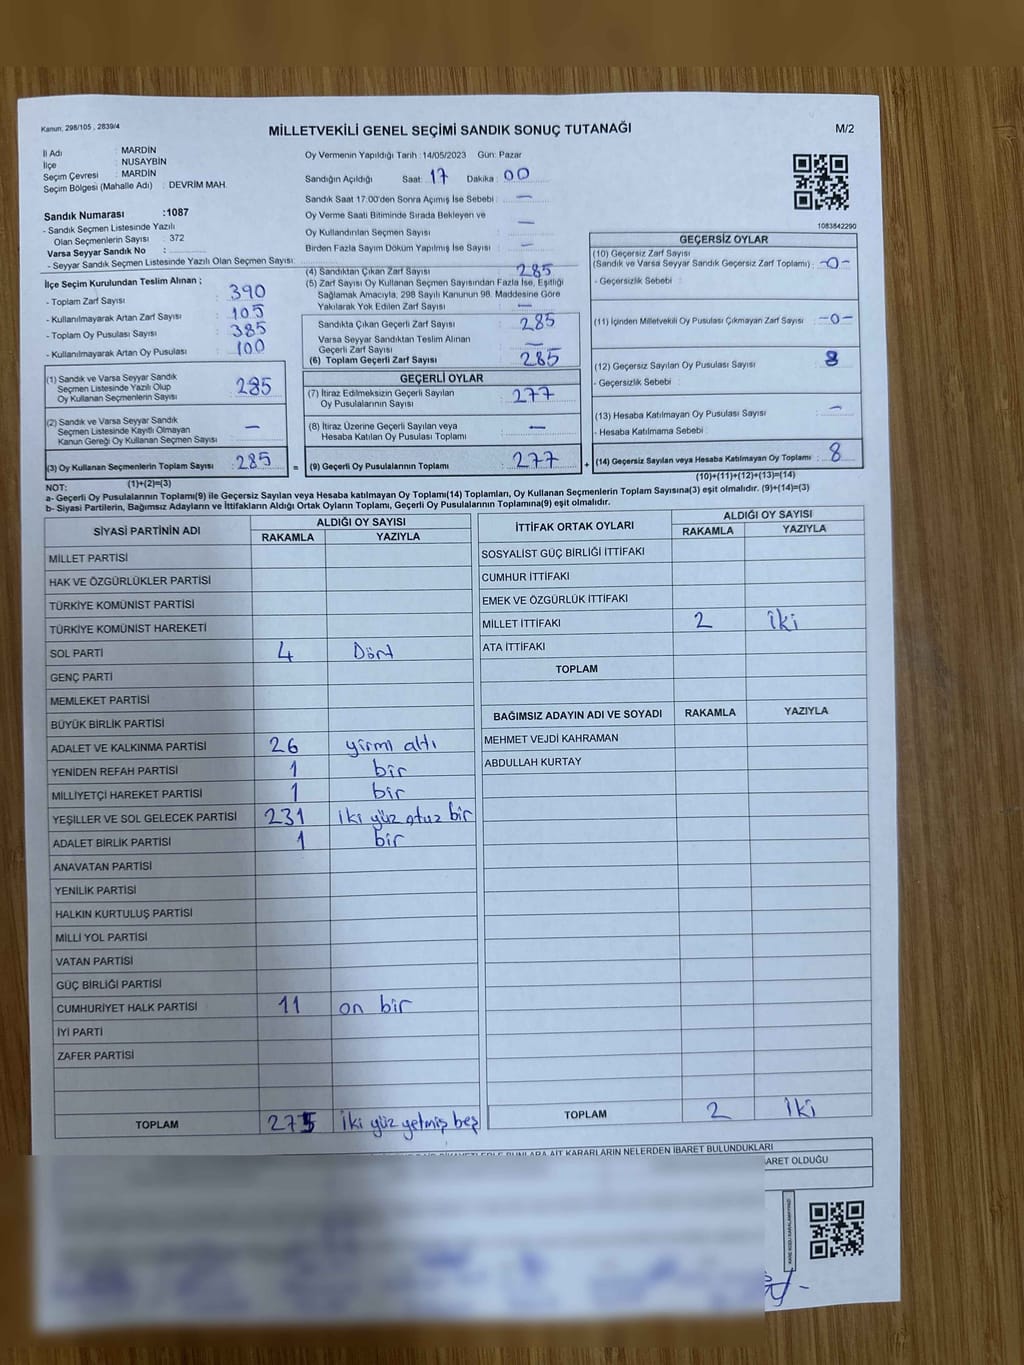 Kanun, 298/105 , 2839/4
MİLLETVEKİLİ GENEL SEÇİMİ SANDIK SONUÇ TUTANAĞI
M/2
İl Adı : MARDİN
İlçe : NUSAYBİN
Seçim Çevresi : MARDİN
Seçim Bölgesi (Mahalle Adı) : DEVRİM MAH.
Sandık Numarası :1087
- Sandık Seçmen Listesinde Yazılı
Olan Seçmenlerin Sayısı : 372
Varsa Seyyar Sandık No :
- Seyyar Sandık Seçmen Listesinde Yazılı Olan Seçmen Sayısı:
Oy Vermenin Yapıldığı Tarih : 14/05/2023 Gün: Pazar
Sandığın Açıldığı Saat: 17 Dakika : 00
Sandık Saat 17.00'den Sonra Açımış İse Sebebi : —
Oy Verme Saati Bitiminde Sırada Bekleyen ve
Oy Kullandırılan Seçmen Sayısı : —
Birden Fazla Sayım Döküm Yapılmış İse Sayısı : —
1083842290
İlçe Seçim Kurulundan Teslim Alınan ;
- Toplam Zarf Sayısı : 390
- Kullanılmayarak Artan Zarf Sayısı : 105
- Toplam Oy Pusulası Sayısı : 385
- Kullanılmayarak Artan Oy Pusulası : 100
(1) Sandık ve Varsa Seyyar Sandık
Seçmen Listesinde Yazılı Olup
Oy Kullanan Seçmenlerin Sayısı : 285
(2) Sandık ve Varsa Seyyar Sandık
Seçmen Listesinde Kayıtlı Olmayan
Kanun Gereği Oy Kullanan Seçmen Sayısı : —
(3) Oy Kullanan Seçmenlerin Toplam Sayısı : 285
(1)+(2)=(3)
(4) Sandıktan Çıkan Zarf Sayısı : 285
(5) Zarf Sayısı Oy Kullanan Seçmen Sayısından Fazla İse, Eşitliği
Sağlamak Amacıyla, 298 Sayılı Kanunun 98. Maddesine Göre
Yakılarak Yok Edilen Zarf Sayısı : —
Sandıkta Çıkan Geçerli Zarf Sayısı : 285
Varsa Seyyar Sandıktan Teslim Alınan
Geçerli Zarf Sayısı : —
(6) Toplam Geçerli Zarf Sayısı : 285
GEÇERLİ OYLAR
(7) İtiraz Edilmeksizin Geçerli Sayılan
Oy Pusulalarının Sayısı : 277
(8) İtiraz Üzerine Geçerli Sayılan veya
Hesaba Katılan Oy Pusulası Toplamı : —
= (9) Geçerli Oy Pusulalarının Toplamı : 277
GEÇERSİZ OYLAR
(10) Geçersiz Zarf Sayısı
(Sandık ve Varsa Seyyar Sandık Geçersiz Zarf Toplamı) : -0-
- Geçersizlik Sebebi :
(11) İçinden Milletvekili Oy Pusulası Çıkmayan Zarf Sayısı : -0-
(12) Geçersiz Sayılan Oy Pusulası Sayısı : 8
- Geçersizlik Sebebi :
(13) Hesaba Katılmayan Oy Pusulası Sayısı : —
- Hesaba Katılmama Sebebi :
+ (14) Geçersiz Sayılan veya Hesaba Katılmayan Oy Toplamı : 8
(10)+(11)+(12)+(13)=(14)
NOT:
a- Geçerli Oy Pusulalarının Toplamı(9) ile Geçersiz Sayılan veya Hesaba katılmayan Oy Toplamı(14) Toplamları, Oy Kullanan Seçmenlerin Toplam Sayısına(3) eşit olmalıdır. (9)+(14)=(3)
b- Siyasi Partilerin, Bağımsız Adayların ve İttifakların Aldığı Ortak Oyların Toplamı, Geçerli Oy Pusulalarının Toplamına(9) eşit olmalıdır.
SİYASİ PARTİNİN ADI ALDIĞI OY SAYISI
RAKAMLA YAZIYLA
MİLLET PARTİSİ
HAK VE ÖZGÜRLÜKLER PARTİSİ
TÜRKİYE KOMÜNİST PARTİSİ
TÜRKİYE KOMÜNİST HAREKETİ
SOL PARTİ 4 Dört
GENÇ PARTİ
MEMLEKET PARTİSİ
BÜYÜK BİRLİK PARTİSİ
ADALET VE KALKINMA PARTİSİ 26 yirmi altı
YENİDEN REFAH PARTİSİ 1 bir
MİLLİYETÇİ HAREKET PARTİSİ 1 bir
YEŞİLLER VE SOL GELECEK PARTİSİ 231 iki yüz otuz bir
ADALET BİRLİK PARTİSİ 1 bir
ANAVATAN PARTİSİ
YENİLİK PARTİSİ
HALKIN KURTULUŞ PARTİSİ
MİLLİ YOL PARTİSİ
VATAN PARTİSİ
GÜÇ BİRLİĞİ PARTİSİ
CUMHURİYET HALK PARTİSİ 11 on bir
İYİ PARTİ
ZAFER PARTİSİ
TOPLAM 275 iki yüz yetmiş beş
İTTİFAK ORTAK OYLARI ALDIĞI OY SAYISI
RAKAMLA YAZIYLA
SOSYALİST GÜÇ BİRLİĞİ İTTİFAKI
CUMHUR İTTİFAKI
EMEK VE ÖZGÜRLÜK İTTİFAKI
MİLLET İTTİFAKI 2 iki
ATA İTTİFAKI
TOPLAM
BAĞIMSIZ ADAYIN ADI VE SOYADI RAKAMLA YAZIYLA
MEHMET VEJDİ KAHRAMAN
ABDULLAH KURTAY
TOPLAM 2 iki
BUNLARA AİT KARARLARIN NELERDEN İBARET BULUNDUKLARI
OLDUĞU